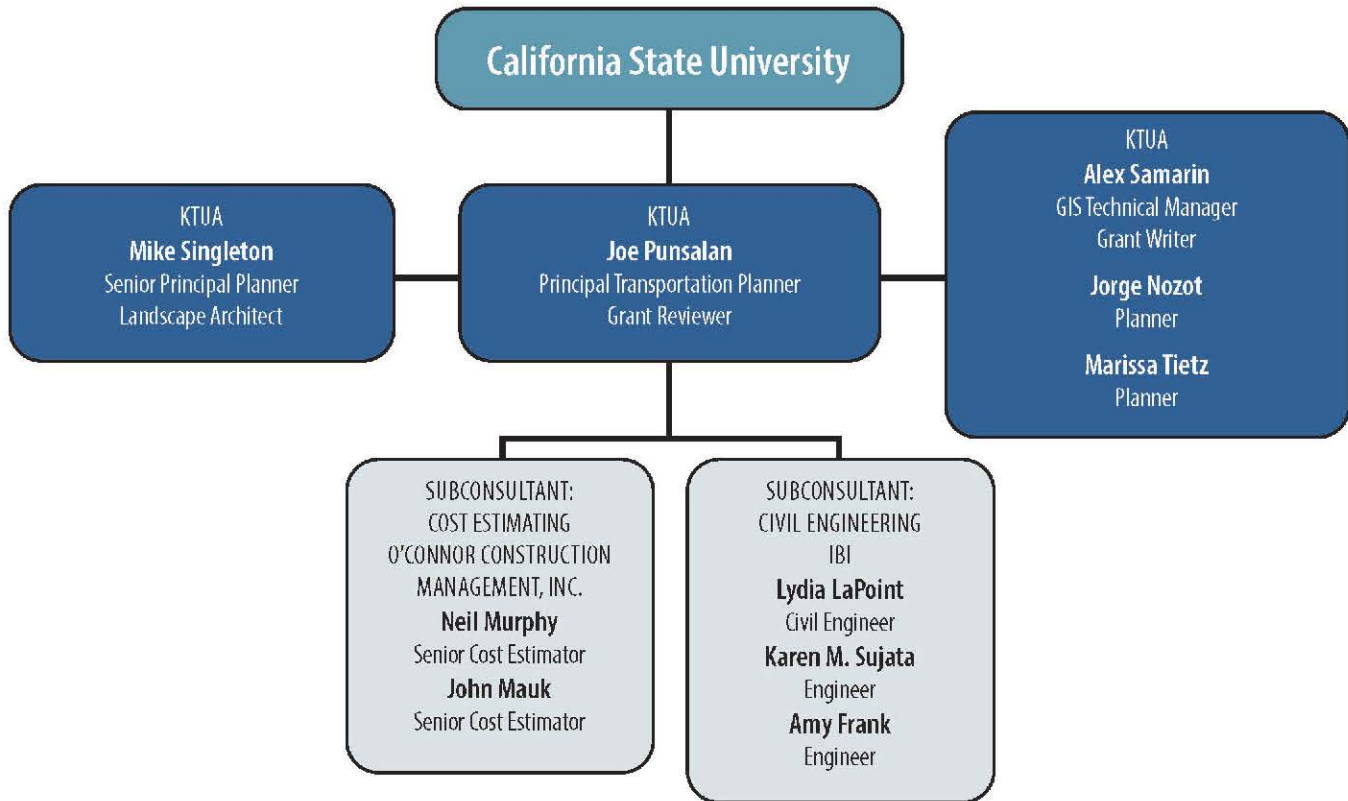 California State University
KTUA
Mike Singleton
Senior Principal Planner
Landscape Architect
KTUA
Joe Punsalan
Principal Transportation Planner
Grant Reviewer
KTUA
Alex Samarin
GIS Technical Manager
Grant Writer
Jorge Nozot
Planner
Marissa Tietz
Planner
SUBCONSULTANT:
COST ESTIMATING
O’CONNOR CONSTRUCTION
MANAGEMENT, INC.
Neil Murphy
Senior Cost Estimator
John Mauk
Senior Cost Estimator
SUBCONSULTANT:
CIVIL ENGINEERING
IBI
Lydia LaPoint
Civil Engineer
Karen M. Sujata
Engineer
Amy Frank
Engineer